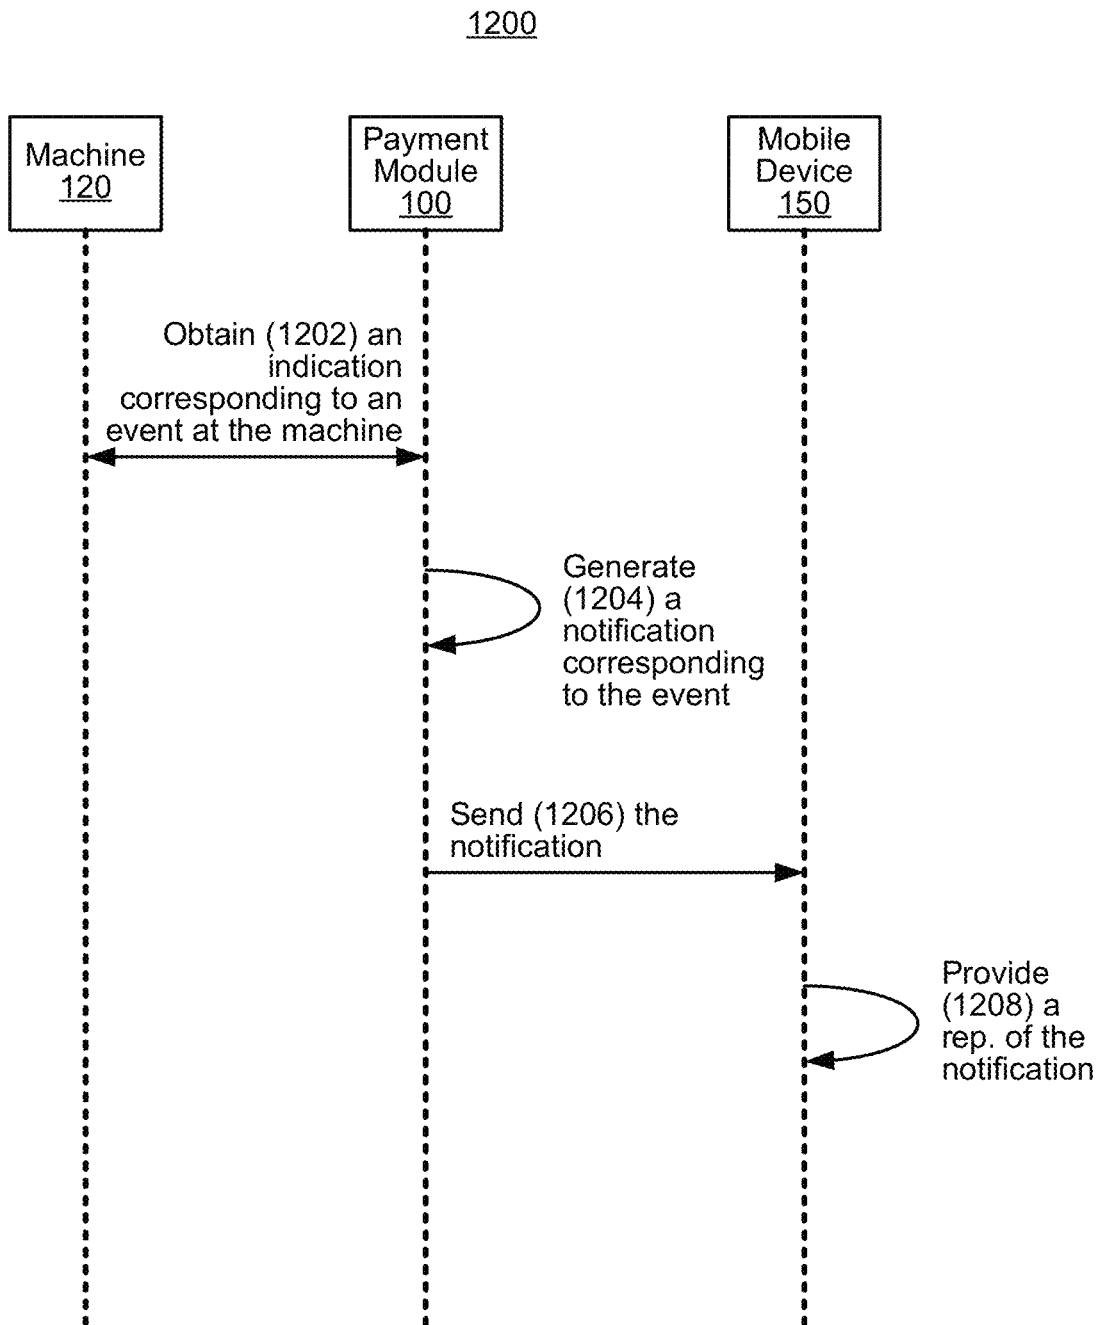 1200
Machine
120
Payment
Module
100
Mobile
Device
150
Obtain (1202) an
indication
corresponding to an
event at the machine
Generate
(1204) a
notification
corresponding
to the event
Send (1206) the
notification
Provide
(1208) a
rep. of the
notification